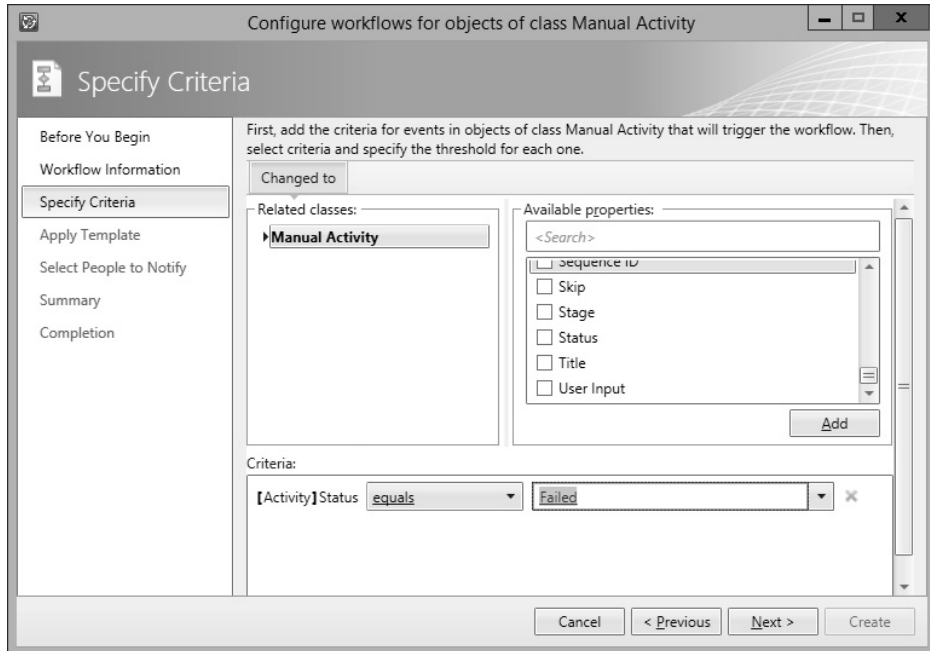 Configure workflows for objects of class Manual Activity
Specify Criteria
Before You Begin
Workflow Information
Specify Criteria
Apply Template
Select People to Notify
Summary
Completion
First, add the criteria for events in objects of class Manual Activity that will trigger the workflow. Then,
select criteria and specify the threshold for each one.
Changed to
Related classes:
Manual Activity
Available properties:
<Search>
Sequence ID
Skip
Stage
Status
Title
User Input
Add
Criteria:
[Activity]Status equals Failed
Cancel < Previous Next > Create